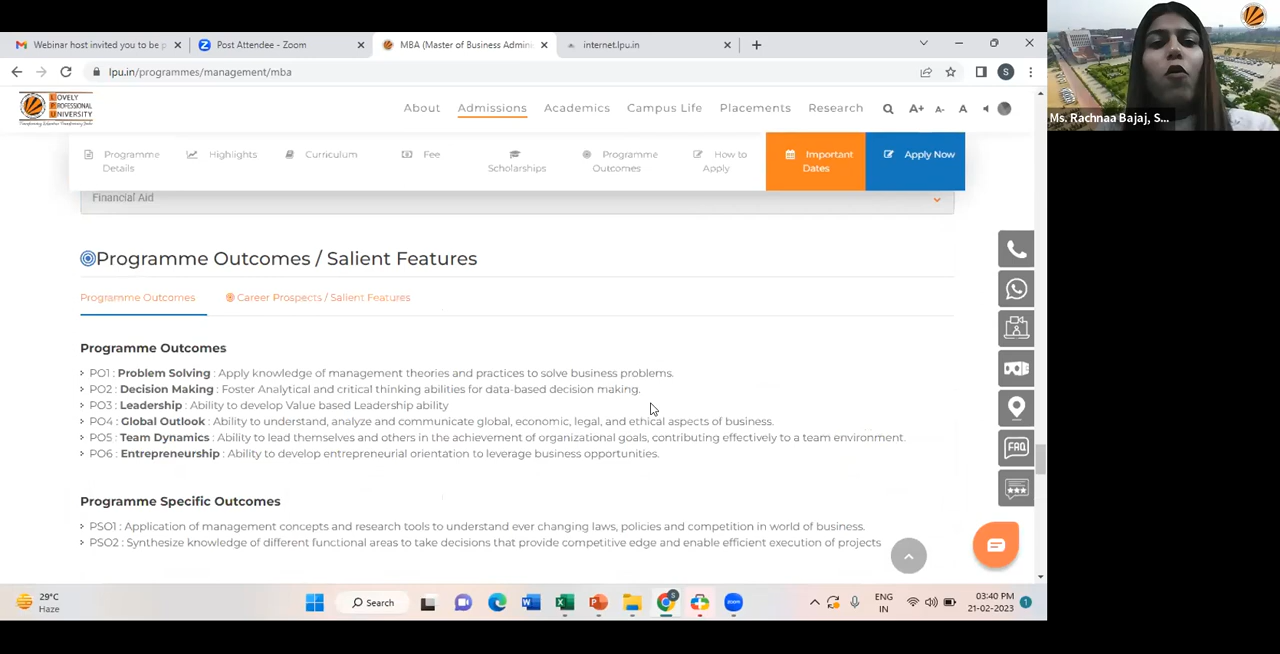 Webinar host invited you to be p
Post Attendee - Zoom
MBA (Master of Business Admin
internet.lpu.in
lpu.in/programmes/management/mba
S
LOVELY
PROFESSIONAL
UNIVERSITY
About
Admissions
Academics
Campus Life
Placements
Research
A+
A-
A
Programme Details
Highlights
Curriculum
Fee
Scholarships
Programme Outcomes
How to Apply
Important Dates
Apply Now
Financial Aid
Programme Outcomes / Salient Features
Programme Outcomes
Career Prospects / Salient Features
Programme Outcomes
PO1 : Problem Solving : Apply knowledge of management theories and practices to solve business problems.
PO2 : Decision Making : Foster Analytical and critical thinking abilities for data-based decision making.
PO3 : Leadership : Ability to develop Value based Leadership ability
PO4 : Global Outlook : Ability to understand, analyze and communicate global, economic, legal, and ethical aspects of business.
PO5 : Team Dynamics : Ability to lead themselves and others in the achievement of organizational goals, contributing effectively to a team environment.
PO6 : Entrepreneurship : Ability to develop entrepreneurial orientation to leverage business opportunities.
Programme Specific Outcomes
PSO1 : Application of management concepts and research tools to understand ever changing laws, policies and competition in world of business.
PSO2 : Synthesize knowledge of different functional areas to take decisions that provide competitive edge and enable efficient execution of projects
FAQ
Ms. Rachnaa Bajaj, S...
29°C
Haze
Search
ENG
IN
03:40 PM
21-02-2023
1